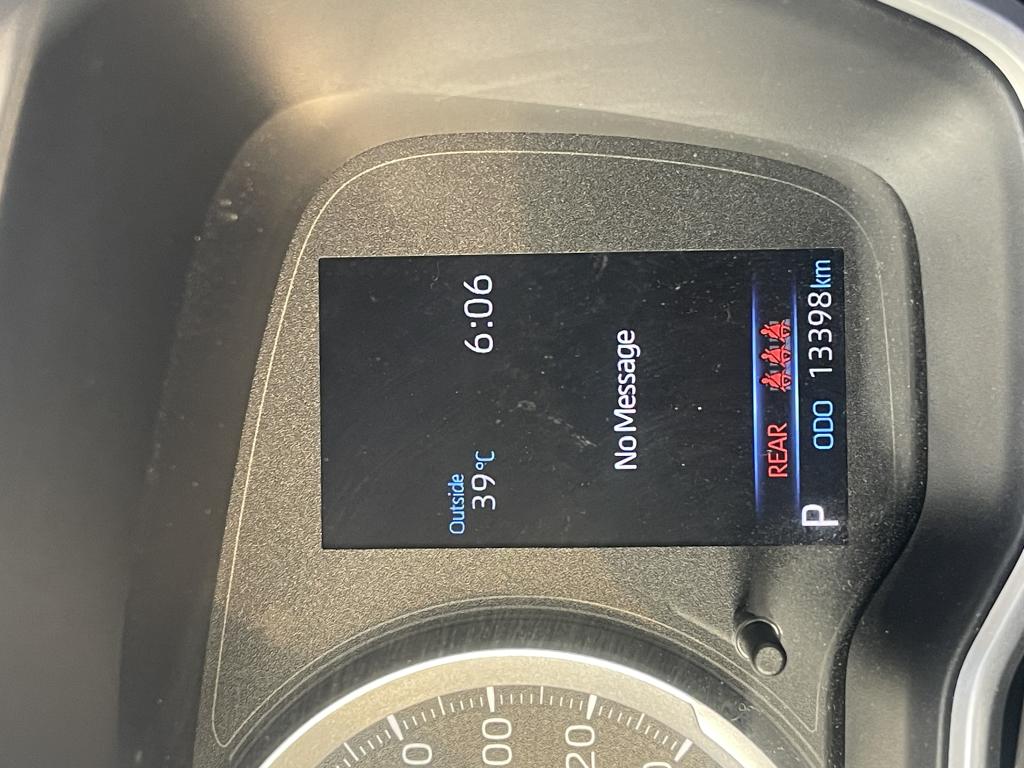 Outside
39°C 6:06
No Message
REAR
P ODO 13398 km